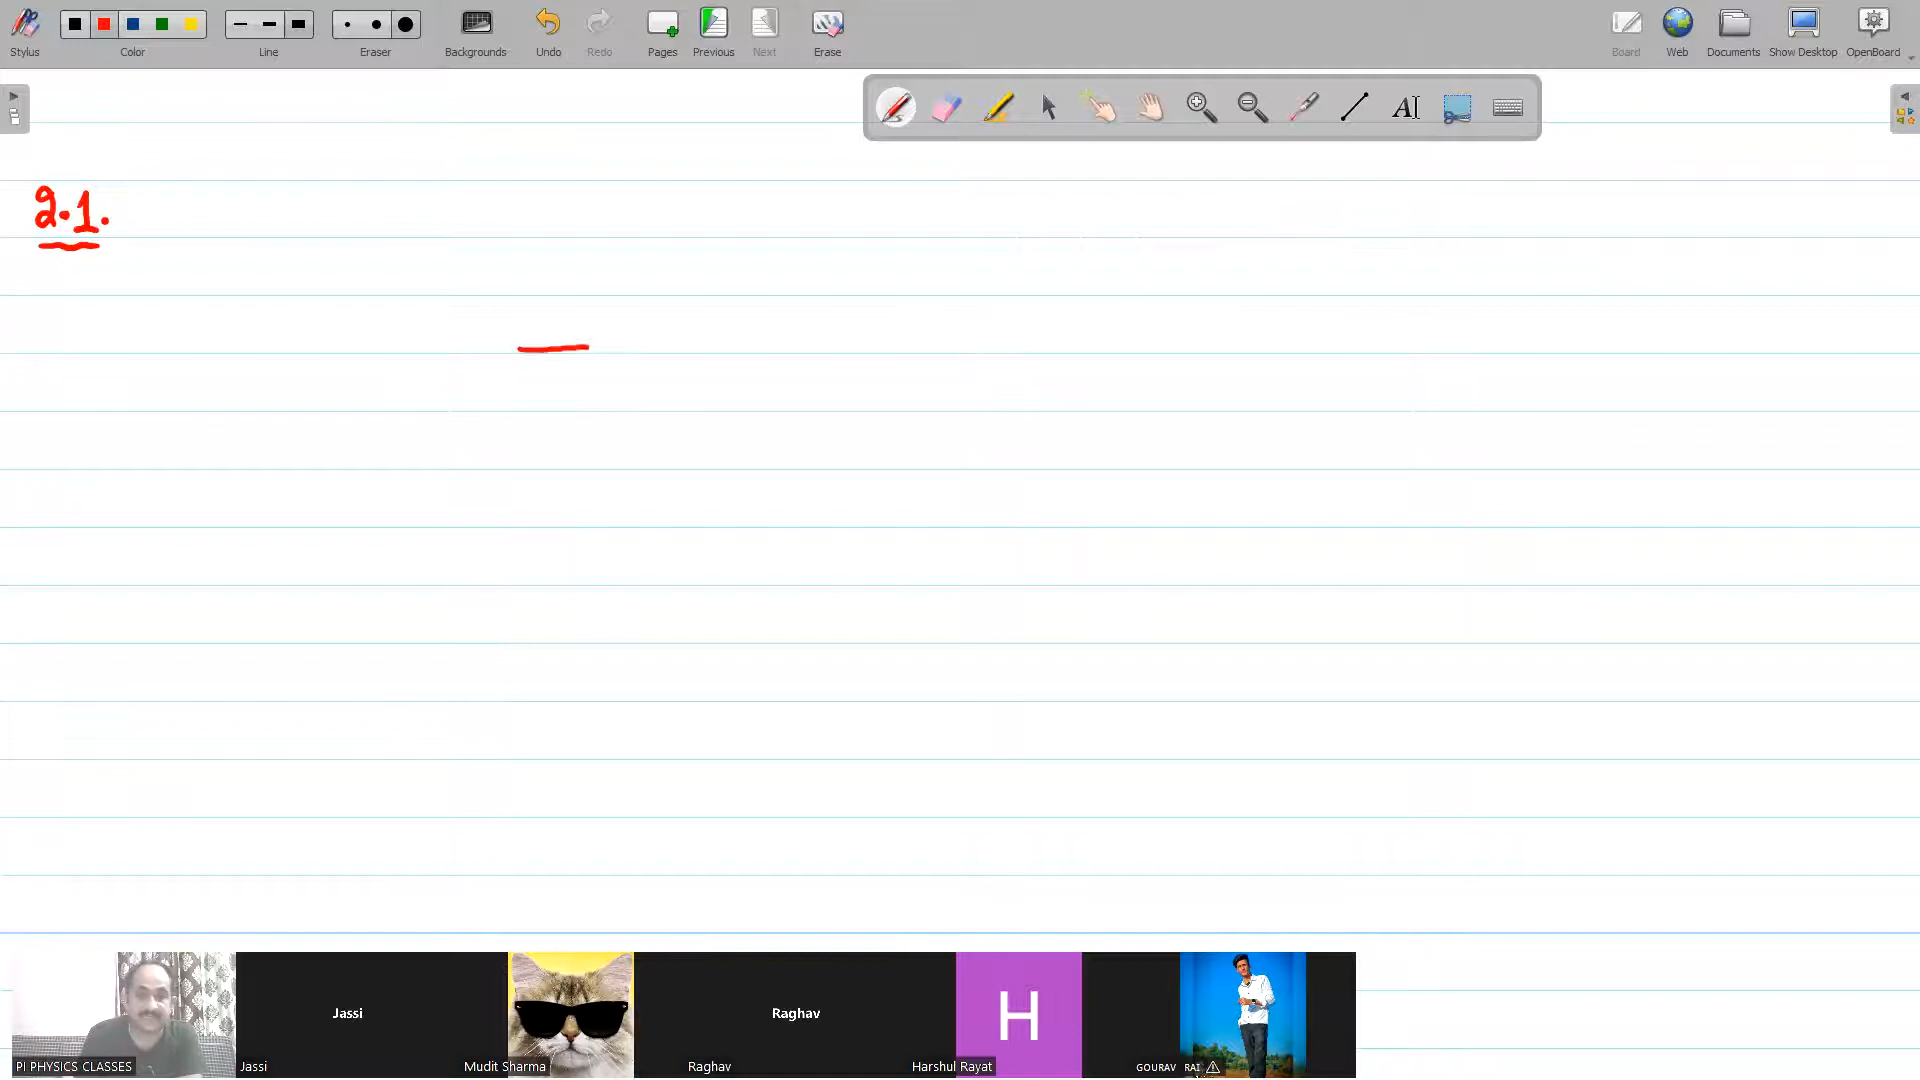 Stylus
Color
Line
Eraser
Backgrounds
Undo
Redo
Pages
Previous
Next
Erase
Board
Web
Documents
Show Desktop
OpenBoard
AI
2.1.
PI PHYSICS CLASSES
Jassi
Jassi
Mudit Sharma
Raghav
Raghav
H
Harshul Rayat
GOURAV RAI